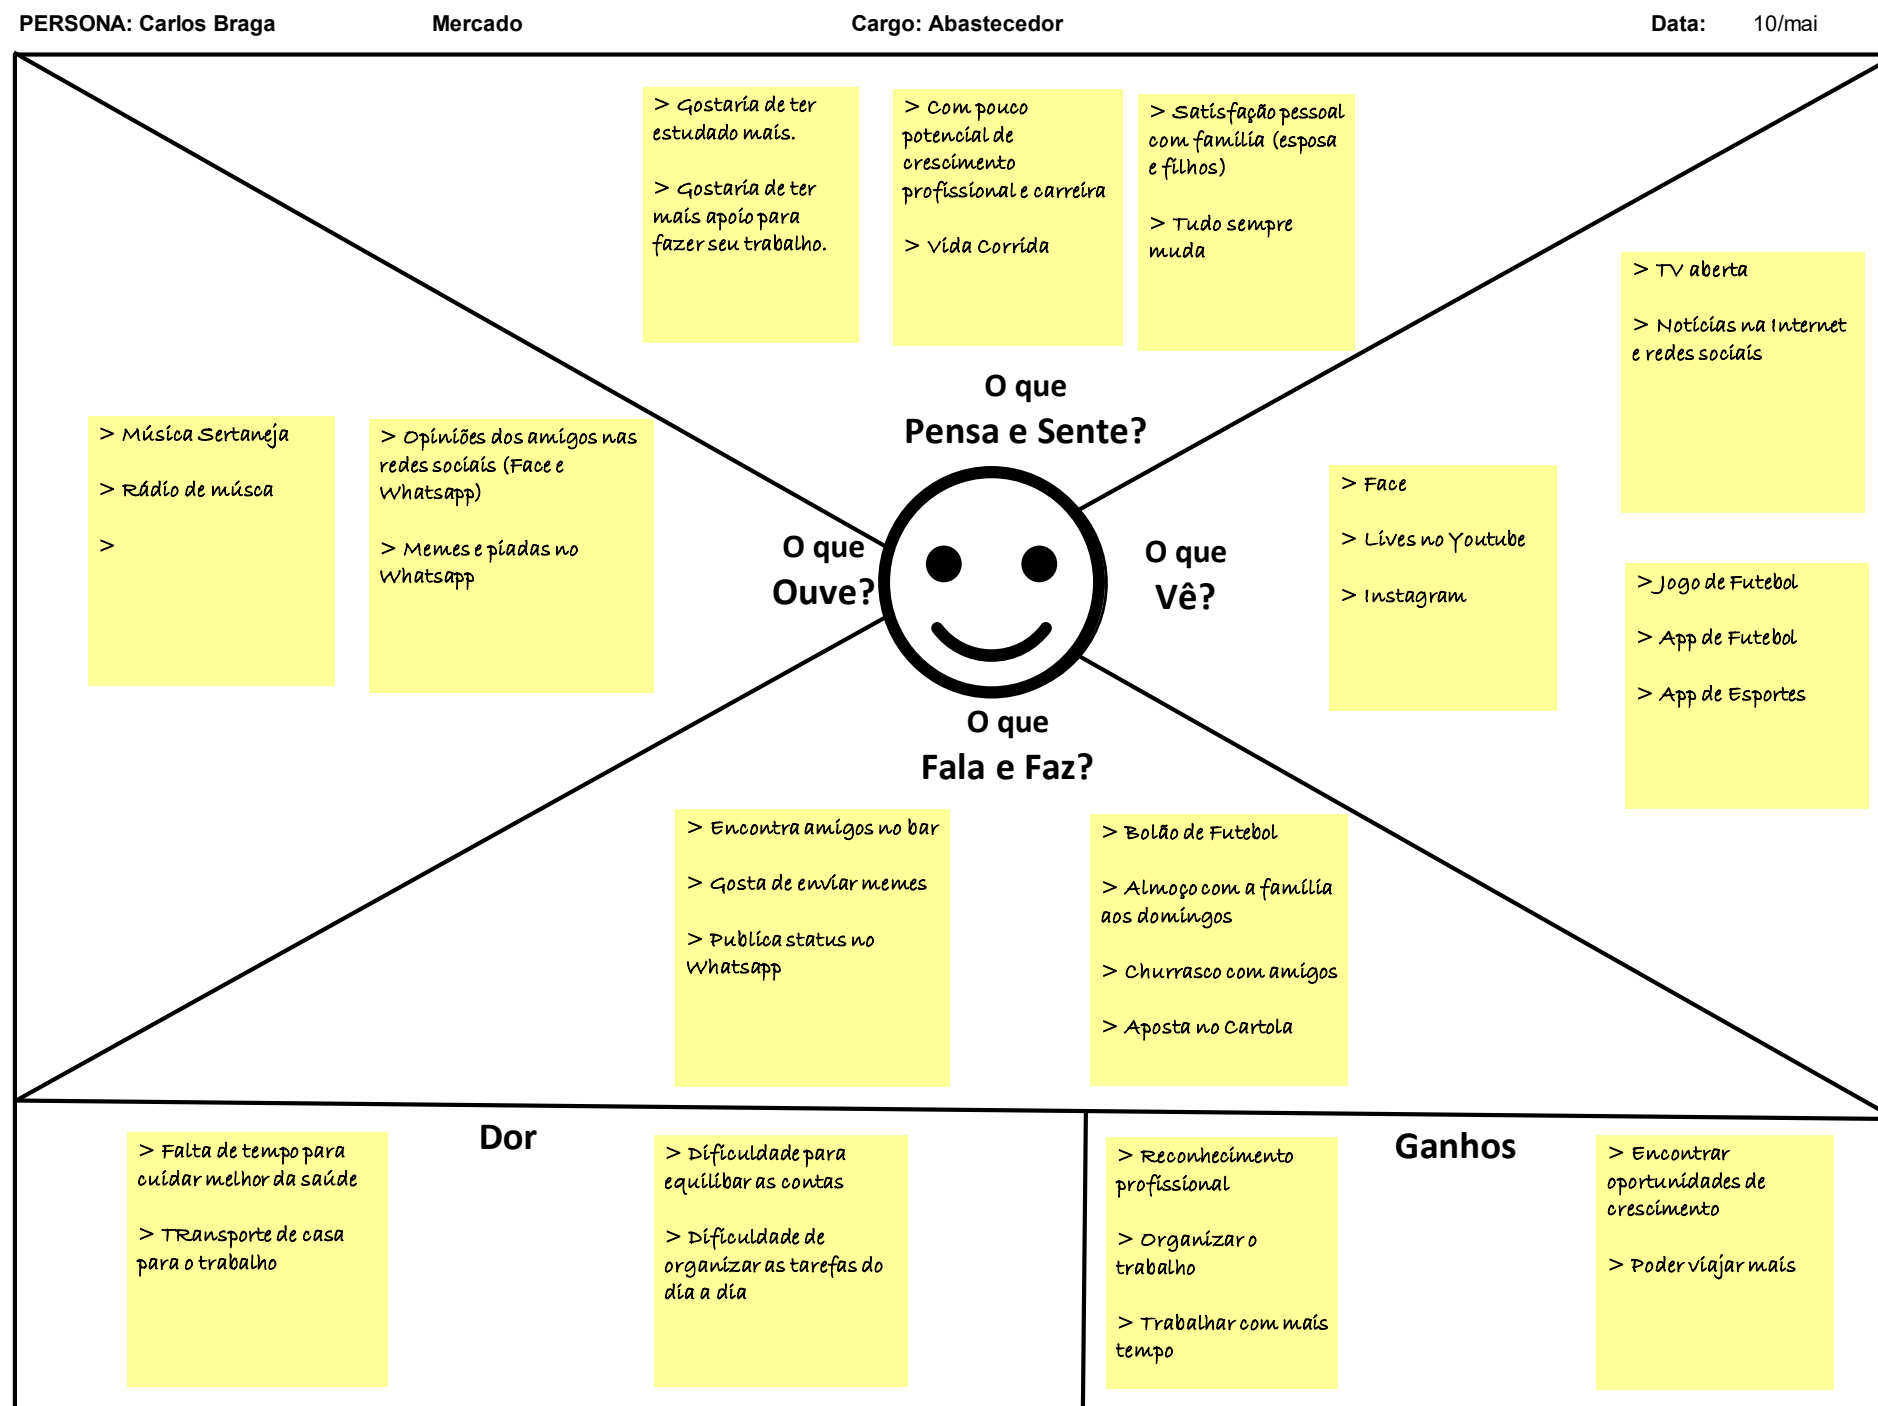 PERSONA: Carlos Braga Mercado Cargo: Abastecedor Data: 10/mai
> Gostaria de ter
estudado mais.
> Gostaria de ter
mais apoio para
fazer seu trabalho.
> Com pouco
potencial de
crescimento
profissional e carreira
> Vida Corrida
> Satisfação pessoal
com família (esposa
e filhos)
> Tudo sempre
muda
O que
Pensa e Sente?
> Música Sertaneja
> Rádio de músca
>
> Opiniões dos amigos nas
redes sociais (Face e
Whatsapp)
> Memes e piadas no
Whatsapp
O que
Ouve?
O que
Vê?
> Face
> Lives no Youtube
> Instagram
> TV aberta
> Notícias na Internet
e redes sociais
> Jogo de Futebol
> App de Futebol
> App de Esportes
O que
Fala e Faz?
> Encontra amigos no bar
> Gosta de enviar memes
> Publica status no
Whatsapp
> Bolão de Futebol
> Almoço com a família
aos domingos
> Churrasco com amigos
> Aposta no Cartola
Dor
> Falta de tempo para
cuidar melhor da saúde
> TRansporte de casa
para o trabalho
> Dificuldade para
equilibar as contas
> Dificuldade de
organizar as tarefas do
dia a dia
Ganhos
> Reconhecimento
profissional
> Organizar o
trabalho
> Trabalhar com mais
tempo
> Encontrar
oportunidades de
crescimento
> Poder viajar mais